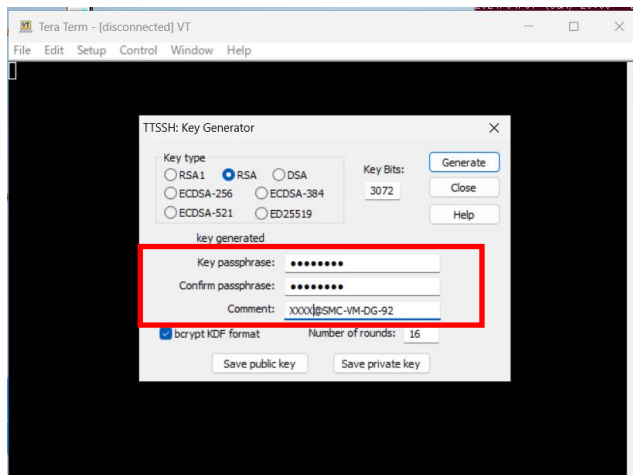 Tera Term - [disconnected] VT
File Edit Setup Control Window Help
TTSSH: Key Generator
Key type
RSA1 RSA DSA
ECDSA-256 ECDSA-384
ECDSA-521 ED25519
Key Bits:
3072
Generate
Close
Help
key generated
Key passphrase: ●●●●●●●●
Confirm passphrase: ●●●●●●●●
Comment: XXXX@SMC-VM-DG-92
bcrypt KDF format Number of rounds: 16
Save public key Save private key